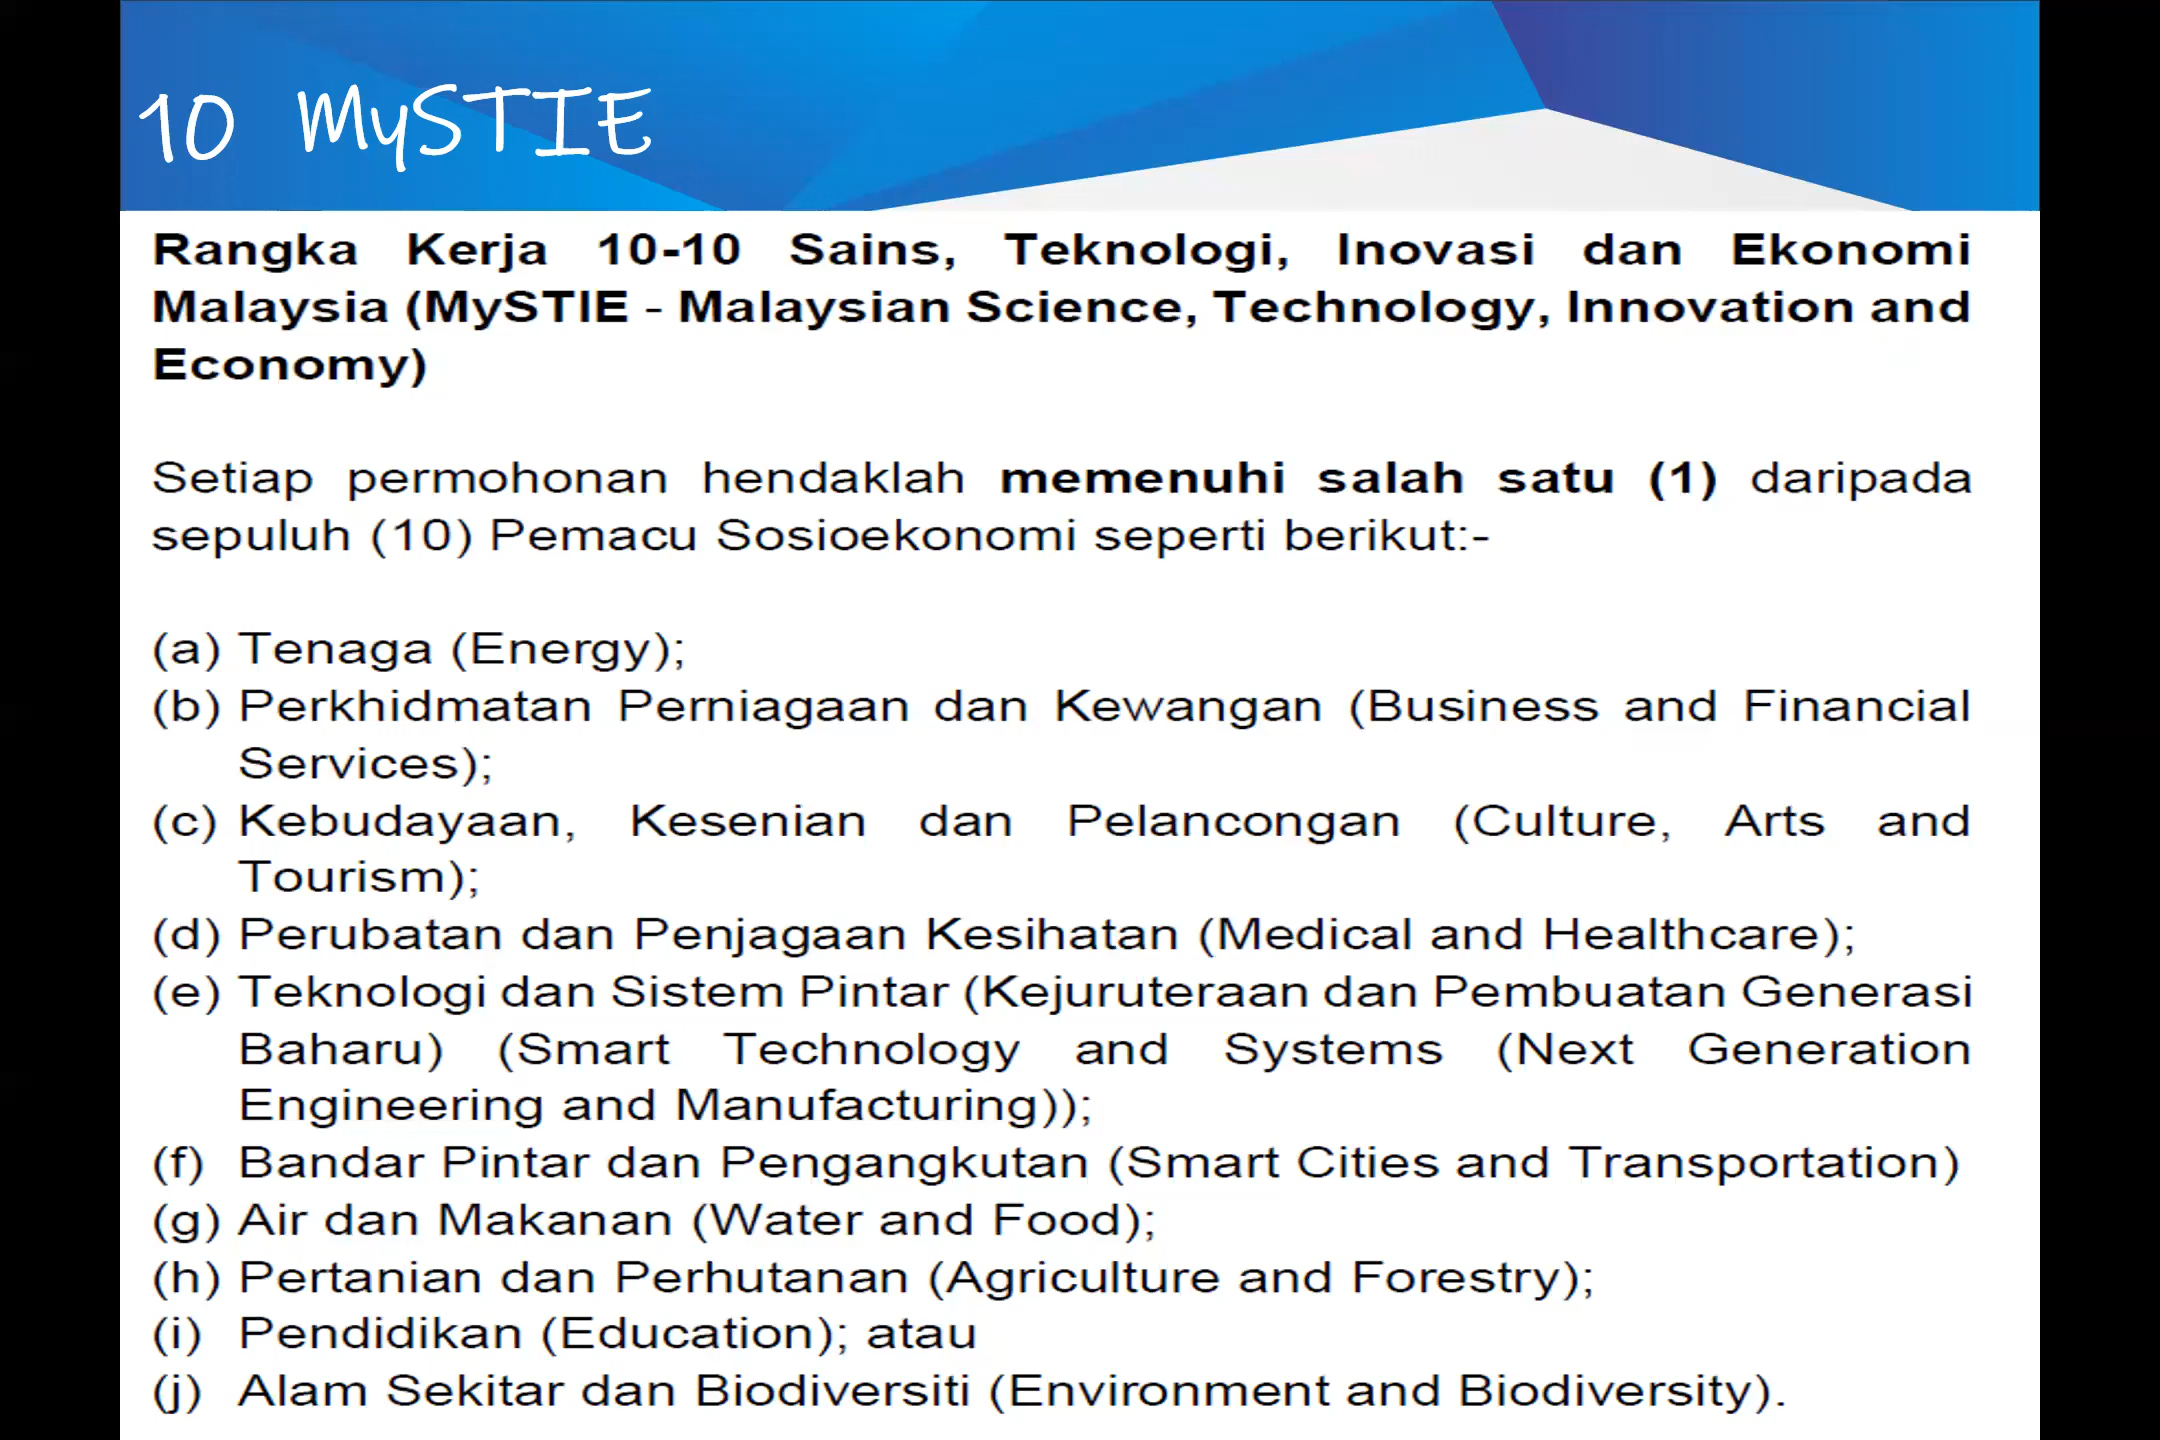 10 MySTIE
Rangka Kerja 10-10 Sains, Teknologi, Inovasi dan Ekonomi
Malaysia (MySTIE - Malaysian Science, Technology, Innovation and
Economy)
Setiap permohonan hendaklah memenuhi salah satu (1) daripada
sepuluh (10) Pemacu Sosioekonomi seperti berikut:-
(a) Tenaga (Energy);
(b) Perkhidmatan Perniagaan dan Kewangan (Business and Financial
Services);
(c) Kebudayaan, Kesenian dan Pelancongan (Culture, Arts and
Tourism);
(d) Perubatan dan Penjagaan Kesihatan (Medical and Healthcare);
(e) Teknologi dan Sistem Pintar (Kejuruteraan dan Pembuatan Generasi
Baharu) (Smart Technology and Systems (Next Generation
Engineering and Manufacturing));
(f) Bandar Pintar dan Pengangkutan (Smart Cities and Transportation)
(g) Air dan Makanan (Water and Food);
(h) Pertanian dan Perhutanan (Agriculture and Forestry);
(i) Pendidikan (Education); atau
(j) Alam Sekitar dan Biodiversiti (Environment and Biodiversity).